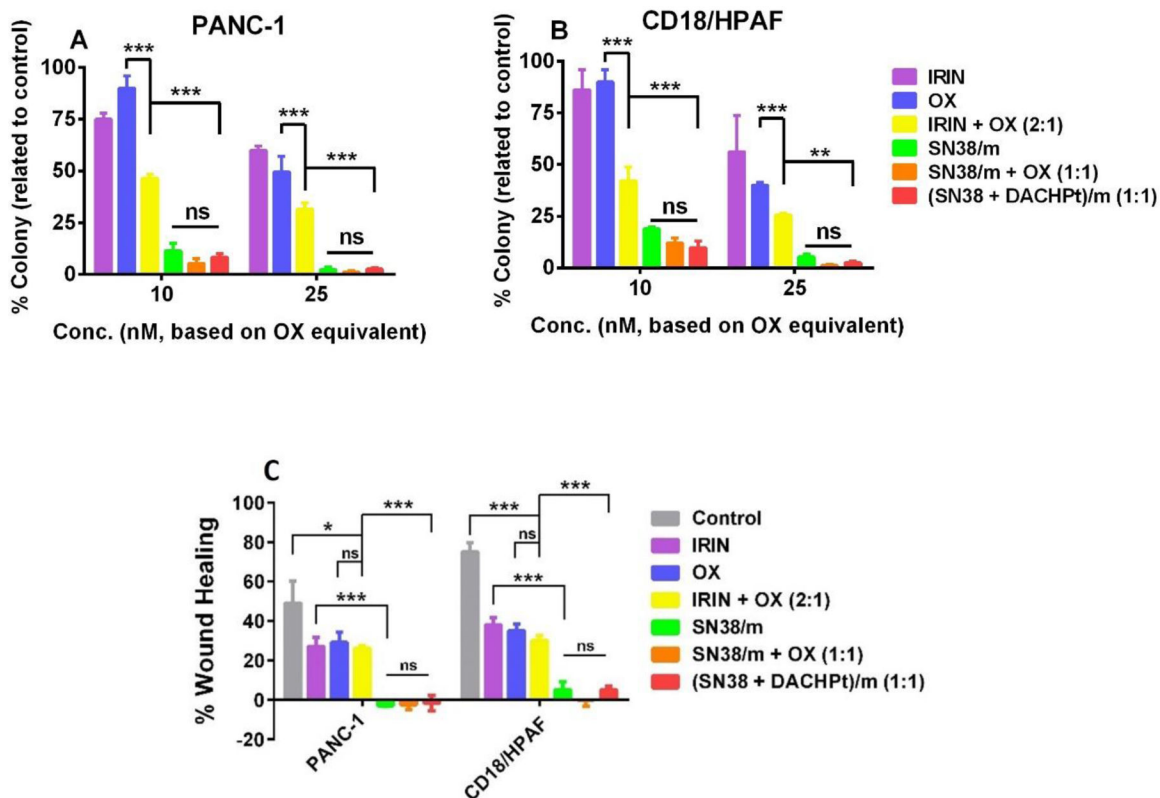 A
PANC-1
% Colony (related to control)
100
75
50
25
0
***
***
***
***
ns
ns
10
25
Conc. (nM, based on OX equivalent)
B
CD18/HPAF
% Colony (related to control)
100
75
50
25
0
***
***
***
**
ns
ns
10
25
Conc. (nM, based on OX equivalent)
IRIN
OX
IRIN + OX (2:1)
SN38/m
SN38/m + OX (1:1)
(SN38 + DACHPt)/m (1:1)
C
% Wound Healing
100
80
60
40
20
0
-20
*
***
ns
***
ns
***
***
ns
***
ns
PANC-1
CD18/HPAF
Control
IRIN
OX
IRIN + OX (2:1)
SN38/m
SN38/m + OX (1:1)
(SN38 + DACHPt)/m (1:1)